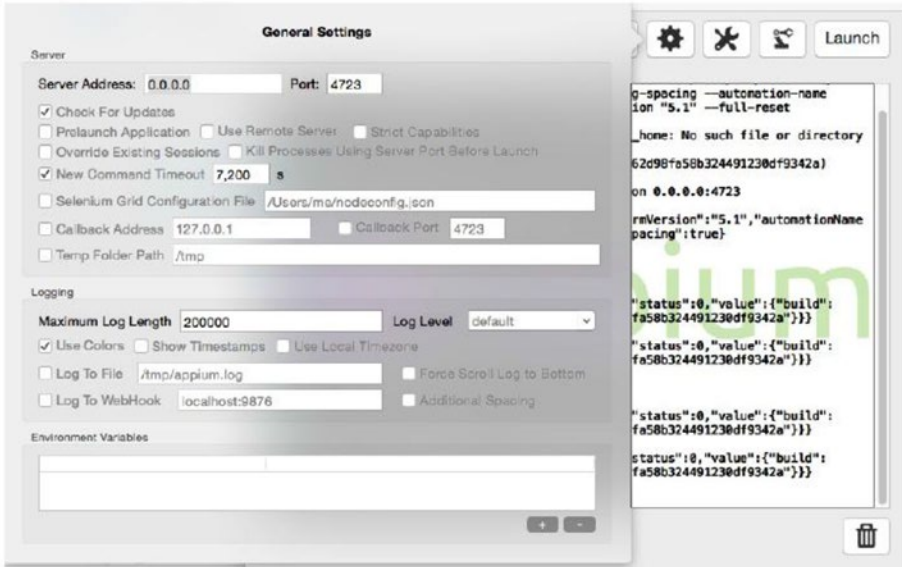 General Settings
Launch
Server
Server Address: 0.0.0.0 Port: 4723
Check For Updates
Prelaunch Application Use Remote Server Strict Capabilities
Override Existing Sessions Kill Processes Using Server Port Before Launch
New Command Timeout 7,200 s
Selenium Grid Configuration File /Users/me/nodeconfig.json
Callback Address 127.0.0.1 Callback Port 4723
Temp Folder Path /tmp
Logging
Maximum Log Length 200000 Log Level default
Use Colors Show Timestamps Use Local Timezone
Log To File /tmp/appium.log Force Scroll Log to Bottom
Log To WebHook localhost:9876 Additional Spacing
Environment Variables
+ -
g-spacing --automation-name
ion "5.1" --full-reset
_home: No such file or directory
62d98fa58b324491230df9342a)
on 0.0.0.0:4723
rmVersion":"5.1","automationName
pacing":true}
ium
"status":0,"value":{"build":
fa58b324491230df9342a"}}}
"status":0,"value":{"build":
fa58b324491230df9342a"}}}
"status":0,"value":{"build":
fa58b324491230df9342a"}}}
status":0,"value":{"build":
fa58b324491230df9342a"}}}